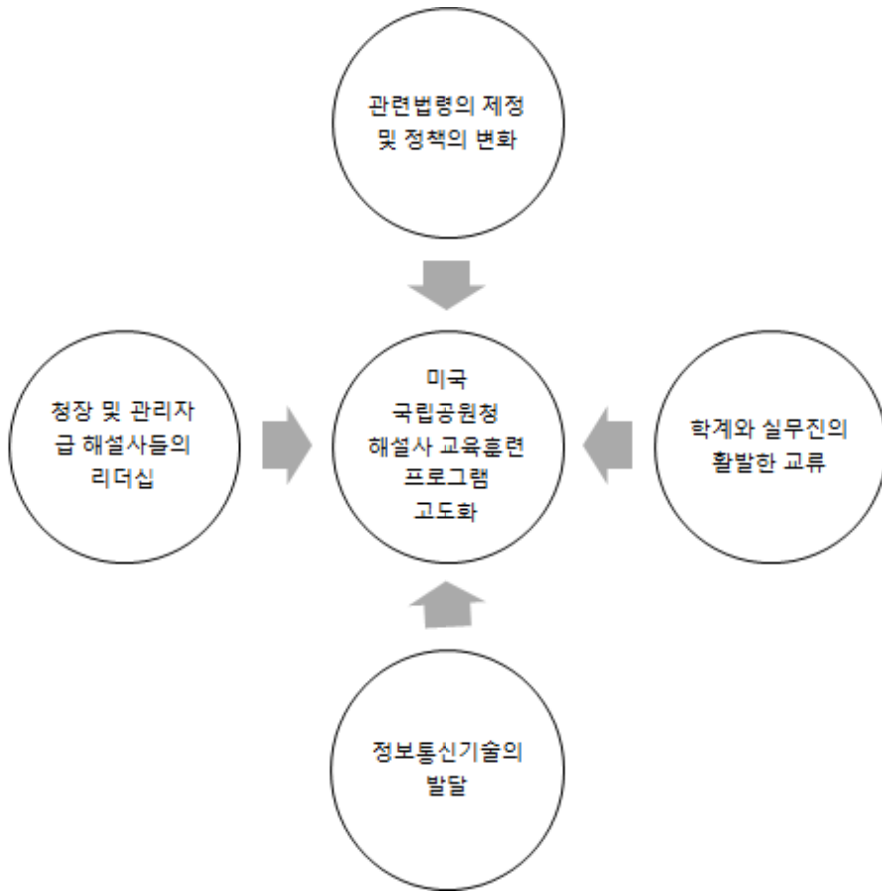 관련법령의 제정
및 정책의 변화
청장 및 관리자
급 해설사들의
리더십
미국
국립공원청
해설사 교육훈련
프로그램
고도화
학계와 실무진의
활발한 교류
정보통신기술의
발달